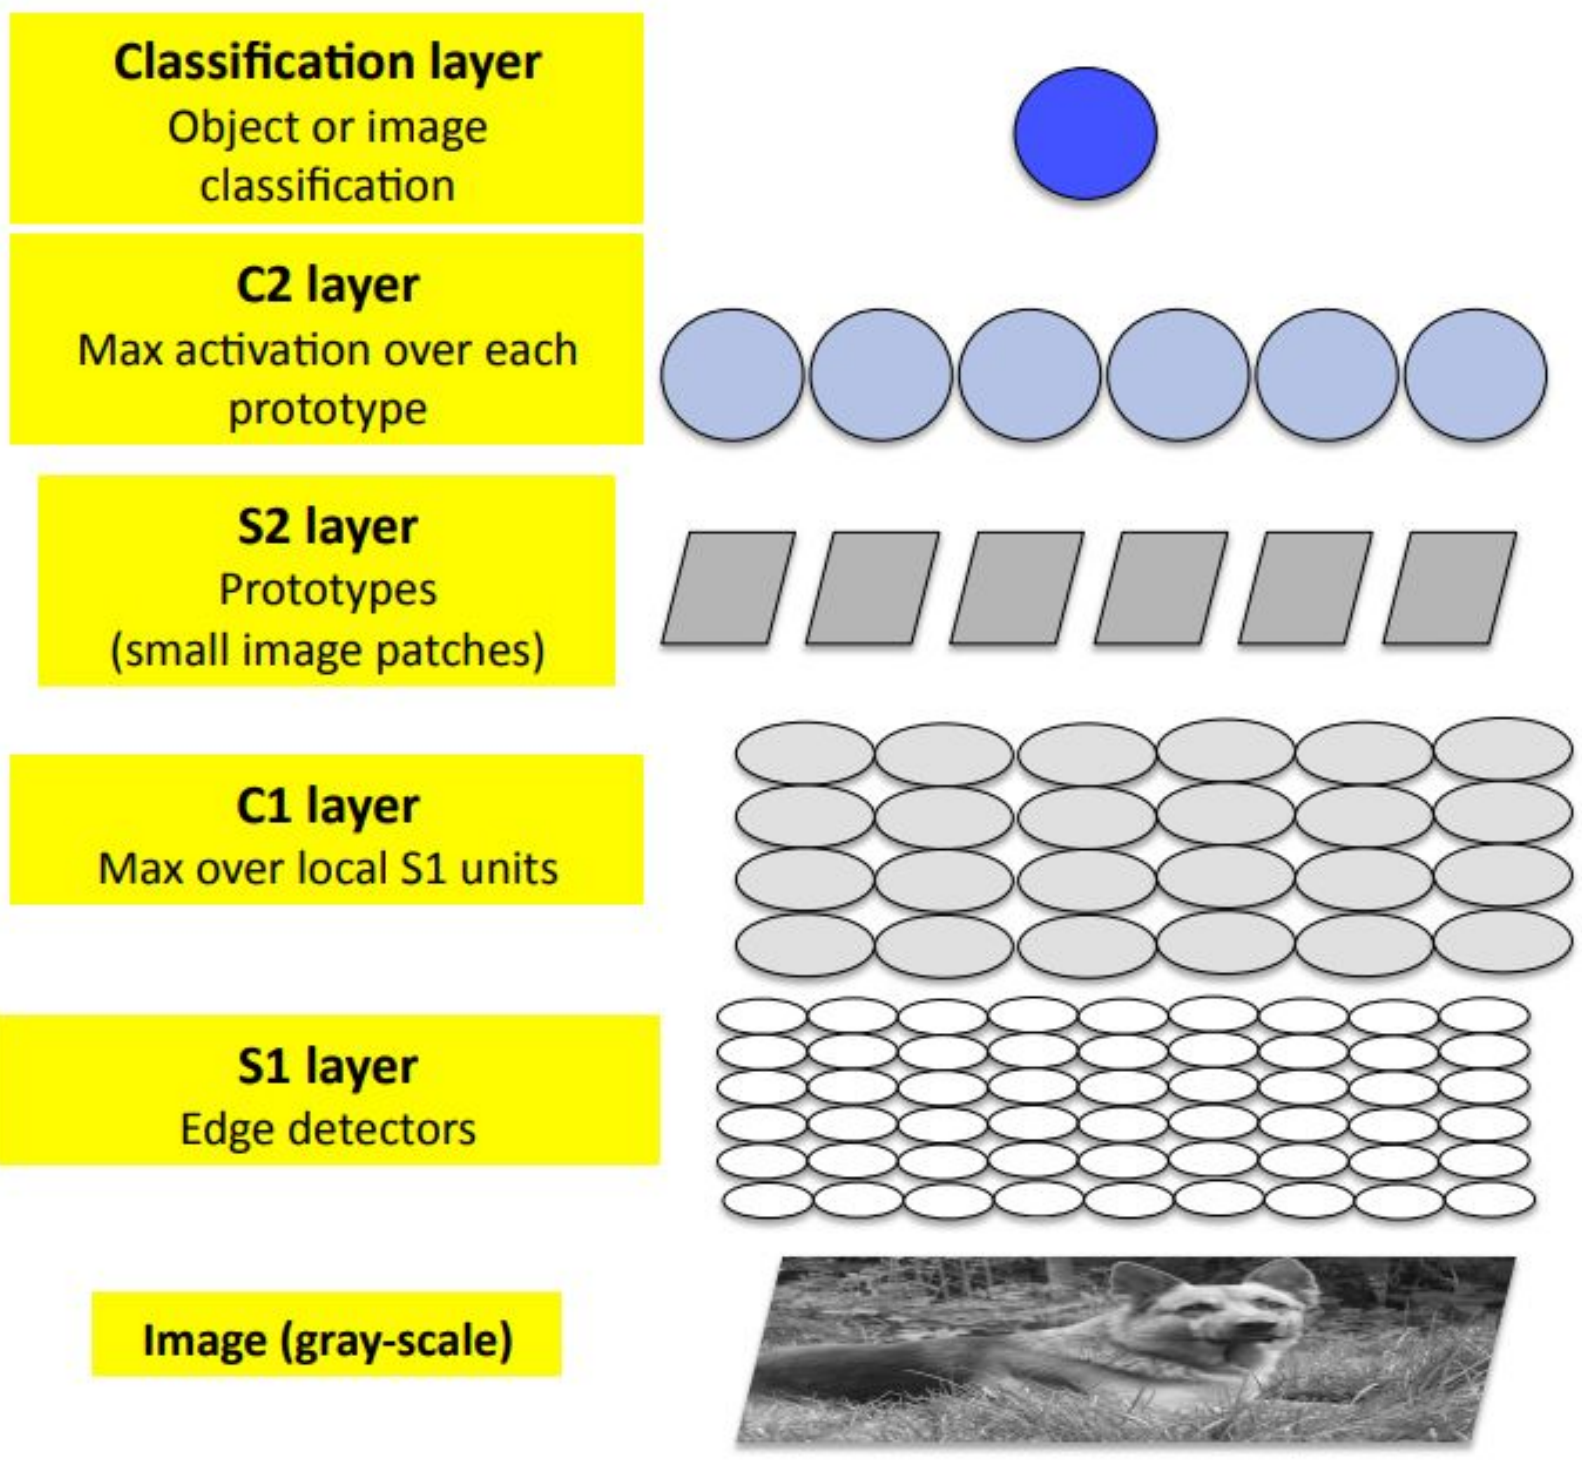 Classification layer
Object or image
classification
C2 layer
Max activation over each
prototype
S2 layer
Prototypes
(small image patches)
C1 layer
Max over local S1 units
S1 layer
Edge detectors
Image (gray-scale)